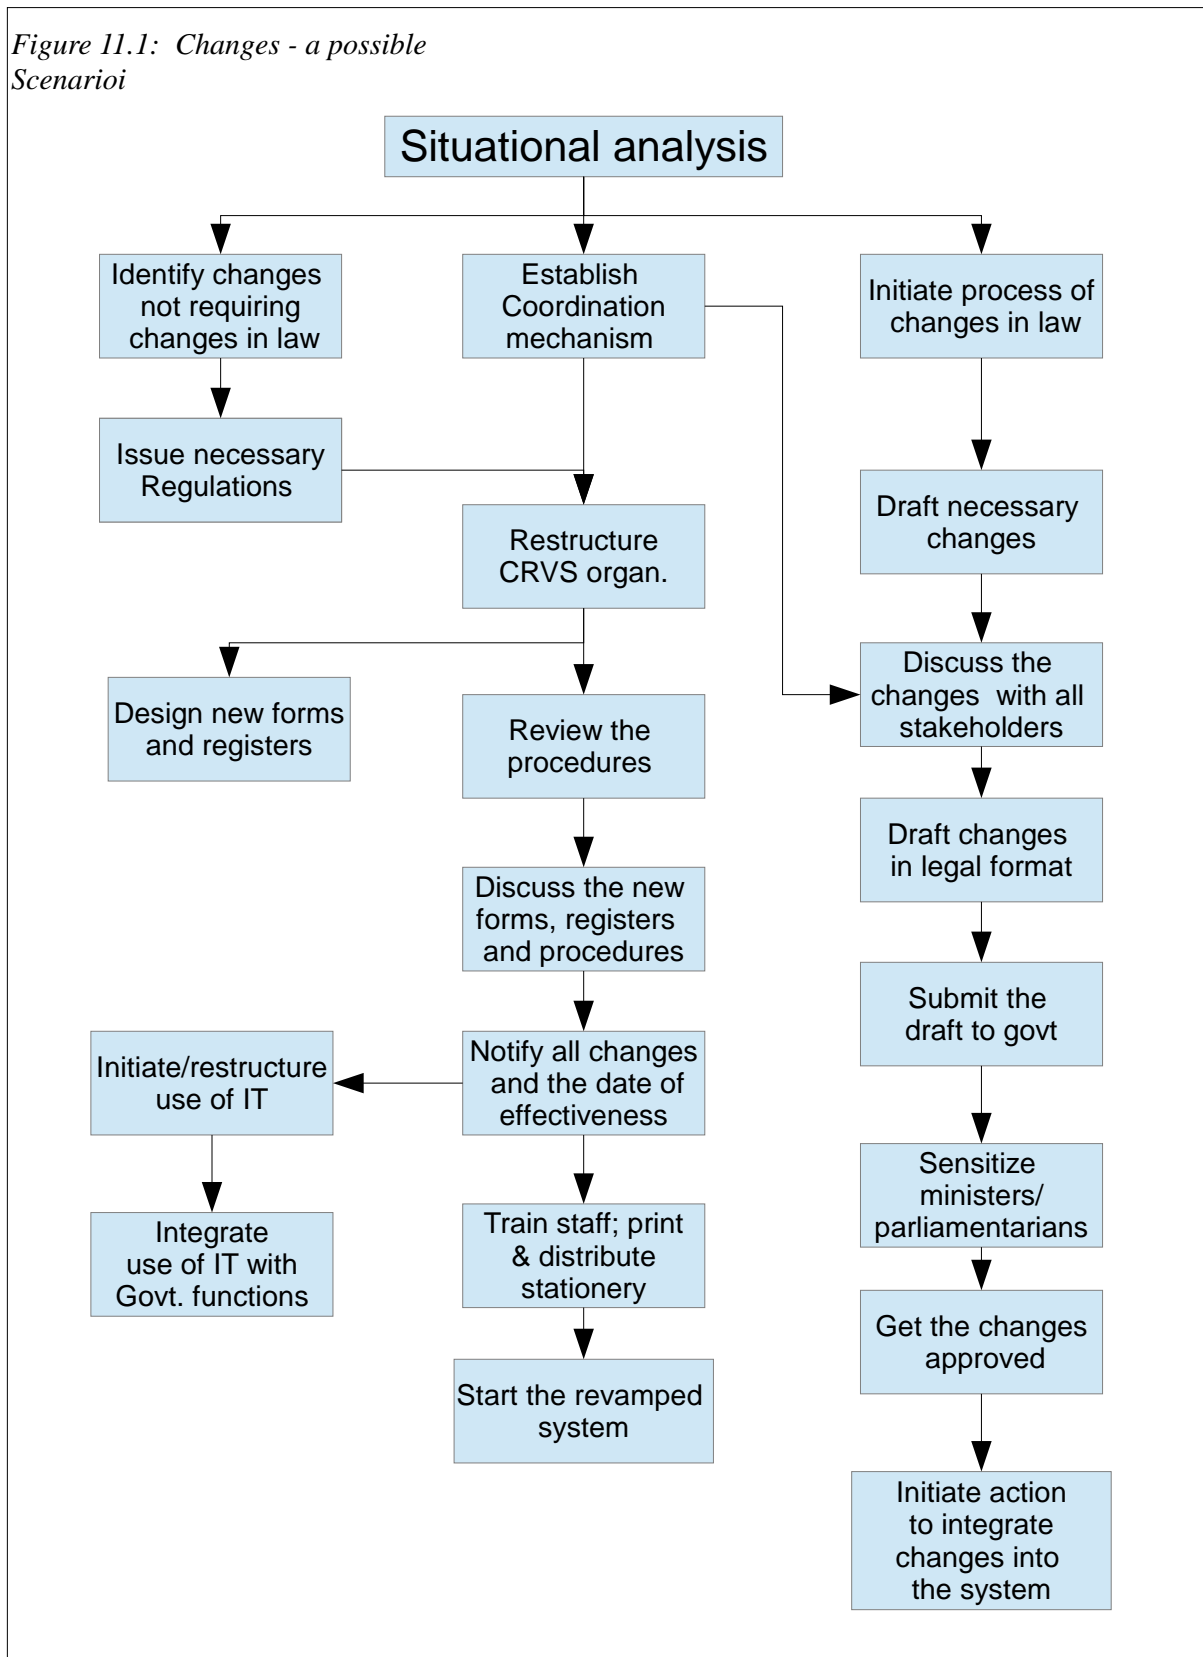 Figure 11.1: Changes - a possible
Scenarioi
Situational analysis
Identify changes
not requiring
changes in law
Establish
Coordination
mechanism
Initiate process of
changes in law
Issue necessary
Regulations
Draft necessary
changes
Restructure
CRVS organ.
Discuss the
changes with all
stakeholders
Design new forms
and registers
Review the
procedures
Draft changes
in legal format
Discuss the new
forms, registers
and procedures
Submit the
draft to govt
Initiate/restructure
use of IT
Notify all changes
and the date of
effectiveness
Sensitize
ministers/
parliamentarians
Integrate
use of IT with
Govt. functions
Train staff; print
& distribute
stationery
Get the changes
approved
Start the revamped
system
Initiate action
to integrate
changes into
the system